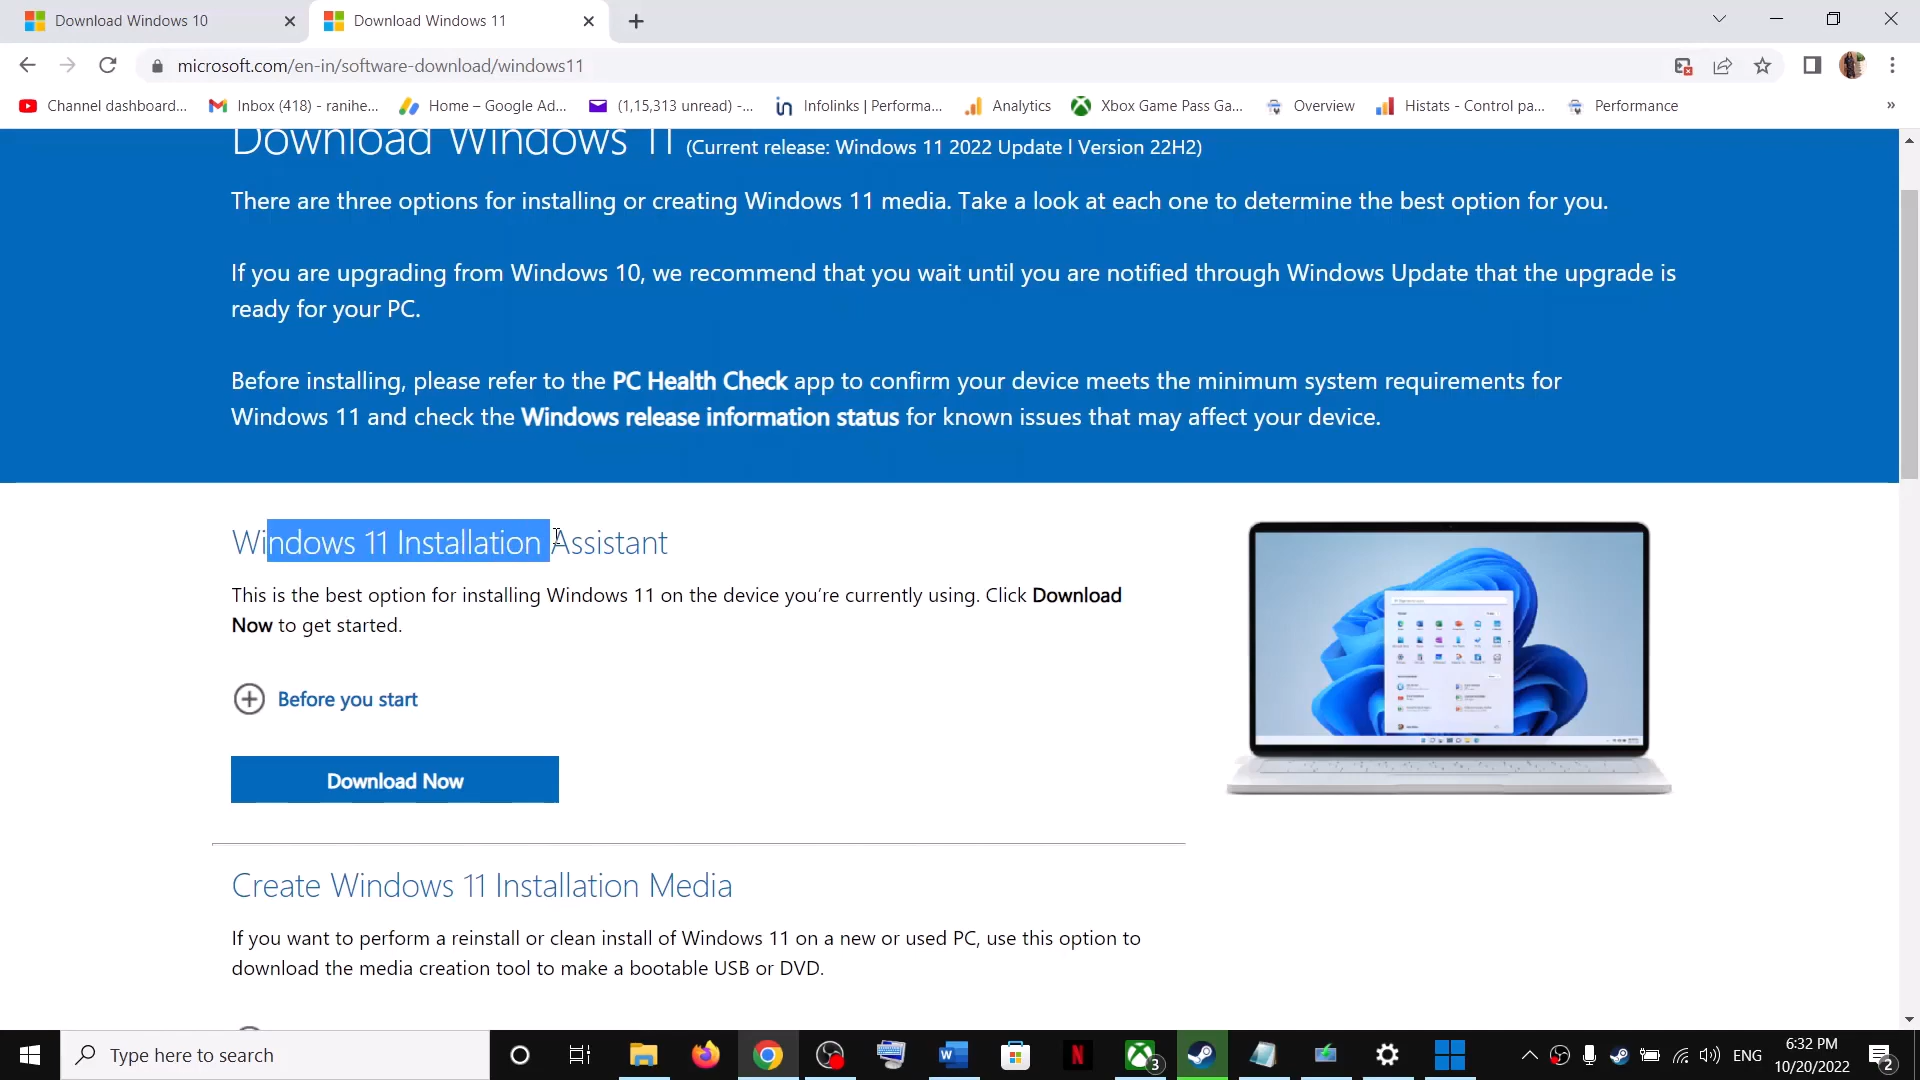 Download Windows 10
Download Windows 11
microsoft.com/en-in/software-download/windows11
Channel dashboard...
Inbox (418) - ranihe...
Home – Google Ad...
(1,15,313 unread) -...
Infolinks | Performa...
Analytics
Xbox Game Pass Ga...
Overview
Histats - Control pa...
Performance
»
Download Windows 11 (Current release: Windows 11 2022 Update l Version 22H2)
There are three options for installing or creating Windows 11 media. Take a look at each one to determine the best option for you.
If you are upgrading from Windows 10, we recommend that you wait until you are notified through Windows Update that the upgrade is
ready for your PC.
Before installing, please refer to the PC Health Check app to confirm your device meets the minimum system requirements for
Windows 11 and check the Windows release information status for known issues that may affect your device.
Windows 11 Installation Assistant
This is the best option for installing Windows 11 on the device you’re currently using. Click Download
Now to get started.
Before you start
Download Now
Create Windows 11 Installation Media
If you want to perform a reinstall or clean install of Windows 11 on a new or used PC, use this option to
download the media creation tool to make a bootable USB or DVD.
Type here to search
3
ENG
6:32 PM
10/20/2022
2